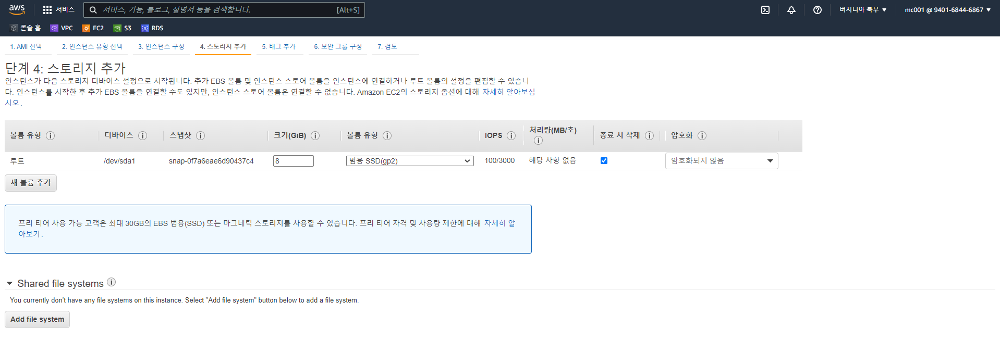 aws 서비스 서비스, 기능, 블로그, 설명서 등을 검색합니다. [Alt+S] 버지니아 북부 ▼ mc001 @ 9401-6844-6867 ▼
콘솔 홈 VPC EC2 S3 RDS
1. AMI 선택 2. 인스턴스 유형 선택 3. 인스턴스 구성 4. 스토리지 추가 5. 태그 추가 6. 보안 그룹 구성 7. 검토
단계 4: 스토리지 추가
인스턴스가 다음 스토리지 디바이스 설정으로 시작됩니다. 추가 EBS 볼륨 및 인스턴스 스토어 볼륨을 인스턴스에 연결하거나 루트 볼륨의 설정을 편집할 수 있습니
다. 인스턴스를 시작한 후 추가 EBS 볼륨을 연결할 수도 있지만, 인스턴스 스토어 볼륨은 연결할 수 없습니다. Amazon EC2의 스토리지 옵션에 대해 자세히 알아보십
시오.
볼륨 유형 디바이스 스냅샷 크기(GiB) 볼륨 유형 IOPS 처리량(MB/초) 종료 시 삭제 암호화
루트 /dev/sda1 snap-0f7a6eae6d90437c4 8 범용 SSD(gp2) 100/3000 해당 사항 없음 암호화되지 않음
새 볼륨 추가
프리 티어 사용 가능 고객은 최대 30GB의 EBS 범용(SSD) 또는 마그네틱 스토리지를 사용할 수 있습니다. 프리 티어 자격 및 사용량 제한에 대해 자세히 알
아보기.
Shared file systems
You currently don't have any file systems on this instance. Select "Add file system" button below to add a file system.
Add file system